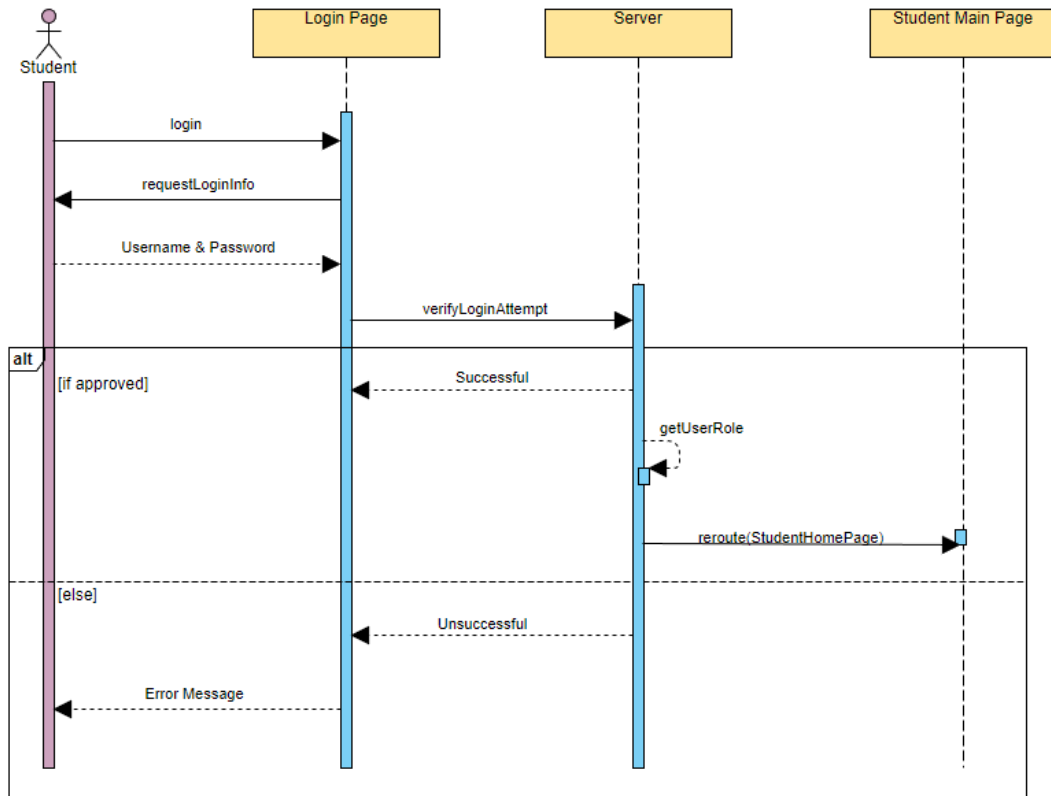 Login Page
Server
Student Main Page
Student
login
requestLoginInfo
Username & Password
verifyLoginAttempt
alt
[if approved]
Successful
getUserRole
reroute(StudentHomePage)
[else]
Unsuccessful
Error Message